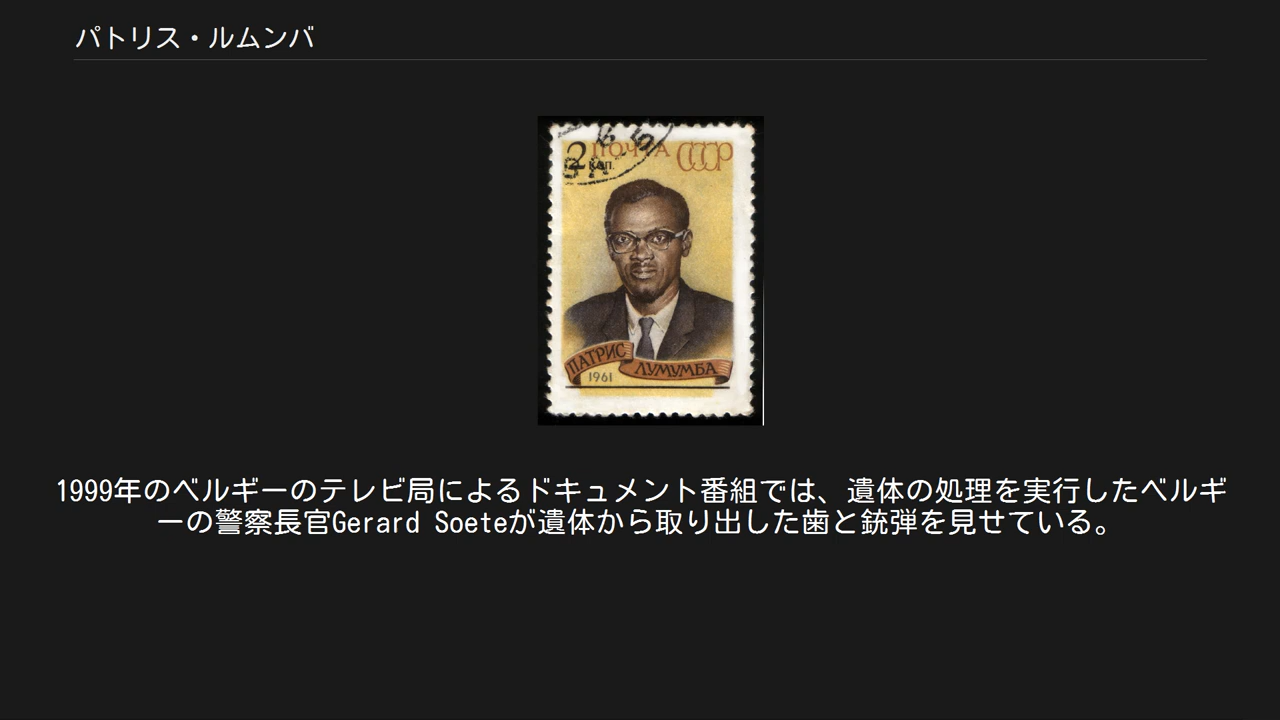 パトリス・ルムンバ
2 ПОЧТА СССР
коп.
ПАТРИС
ЛУМУМБА
1961
1999年のベルギーのテレビ局によるドキュメント番組では、遺体の処理を実行したベルギ
ーの警察長官Gerard Soeteが遺体から取り出した歯と銃弾を見せている。